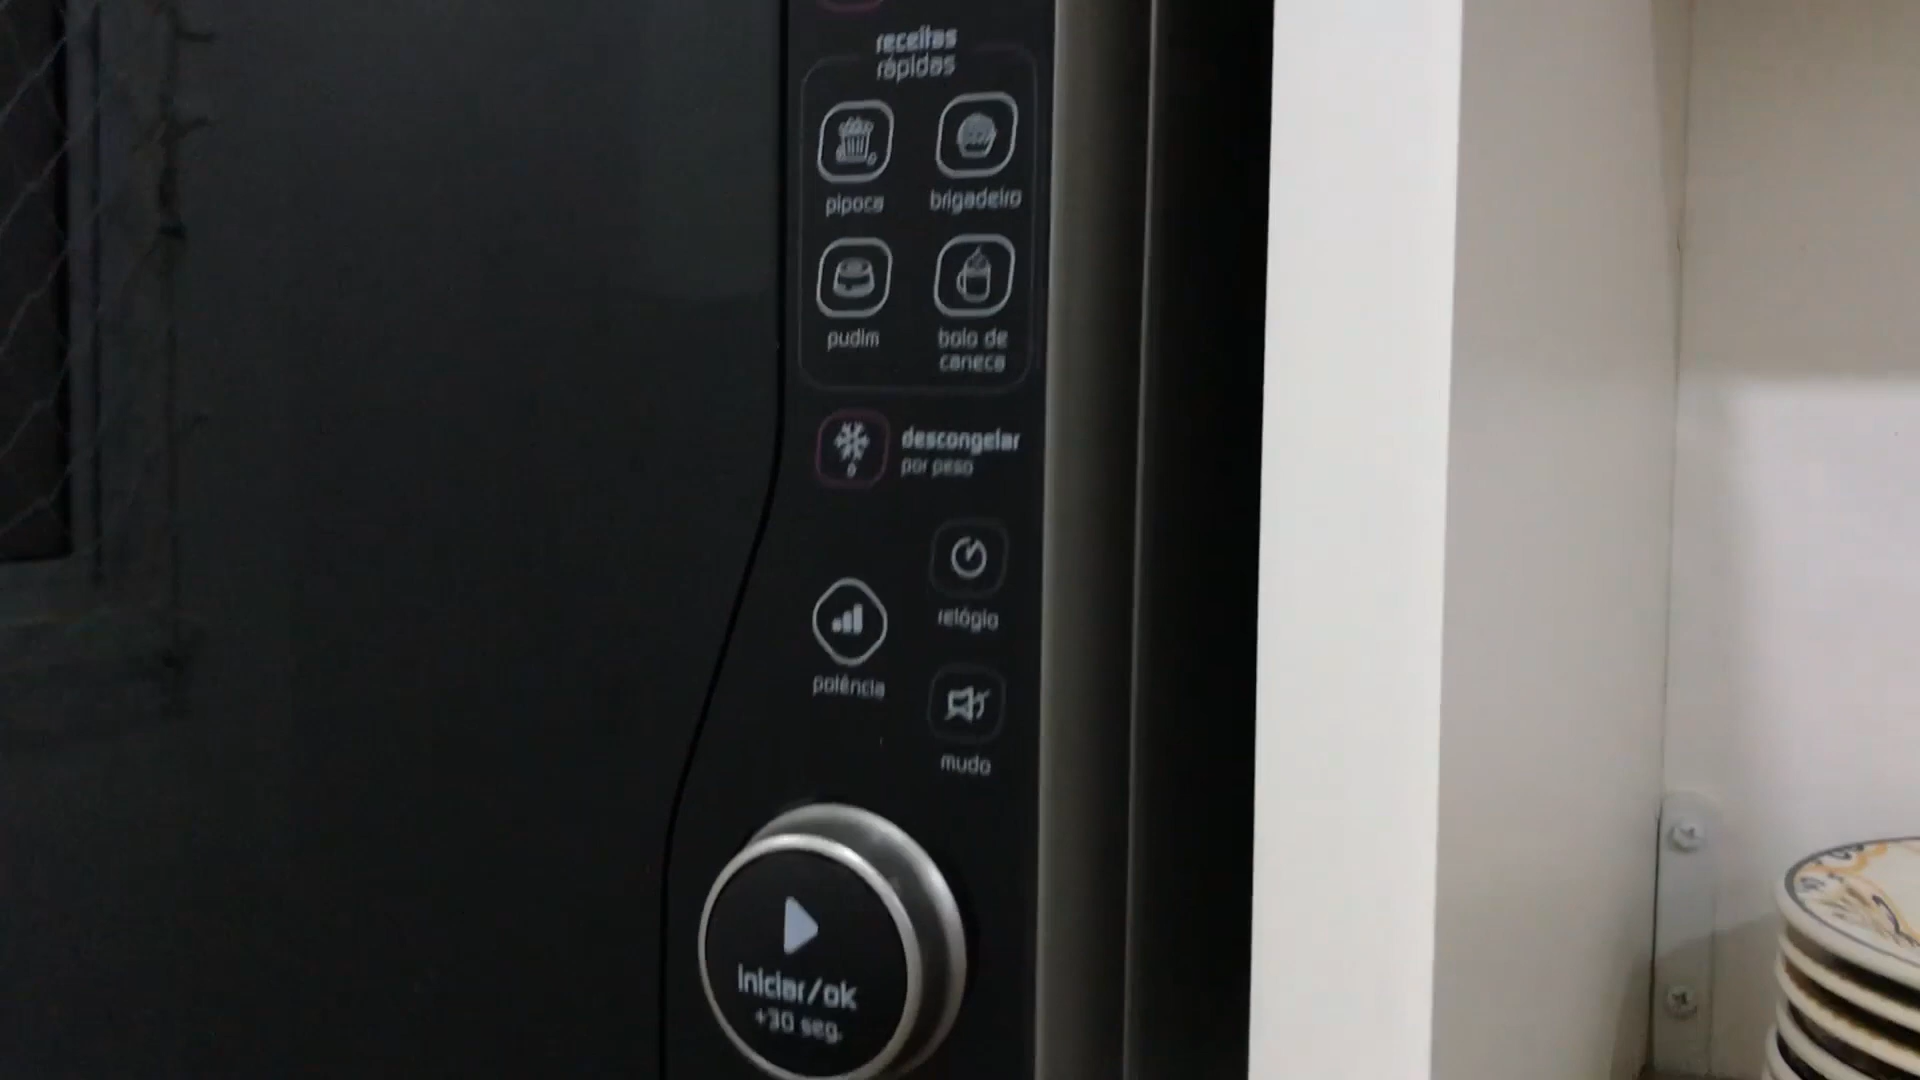 receitas
rápidas
pipoca
brigadeiro
pudim
bolo de
caneca
descongelar
por peso
relógio
potência
mudo
iniciar/ok
+30 seg.